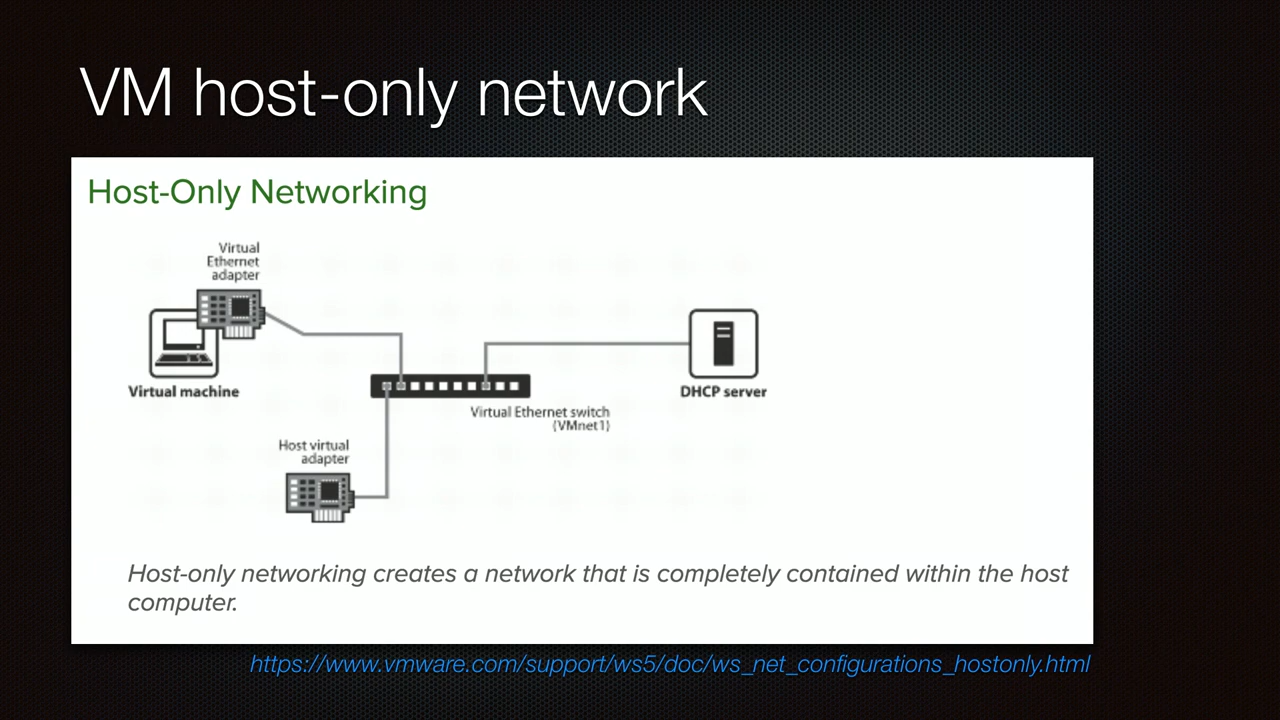 VM host-only network
Host-Only Networking
Virtual
Ethernet
adapter
Virtual machine
DHCP server
Virtual Ethernet switch
(VMnet1)
Host virtual
adapter
Host-only networking creates a network that is completely contained within the host
computer.
https://www.vmware.com/support/ws5/doc/ws_net_configurations_hostonly.html